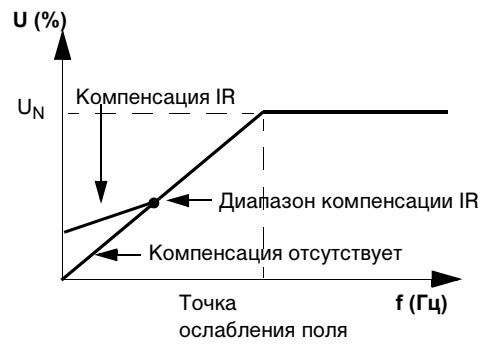 U (%)
Компенсация IR
U_N
Диапазон компенсации IR
Компенсация отсутствует
Точка
ослабления поля
f (Гц)